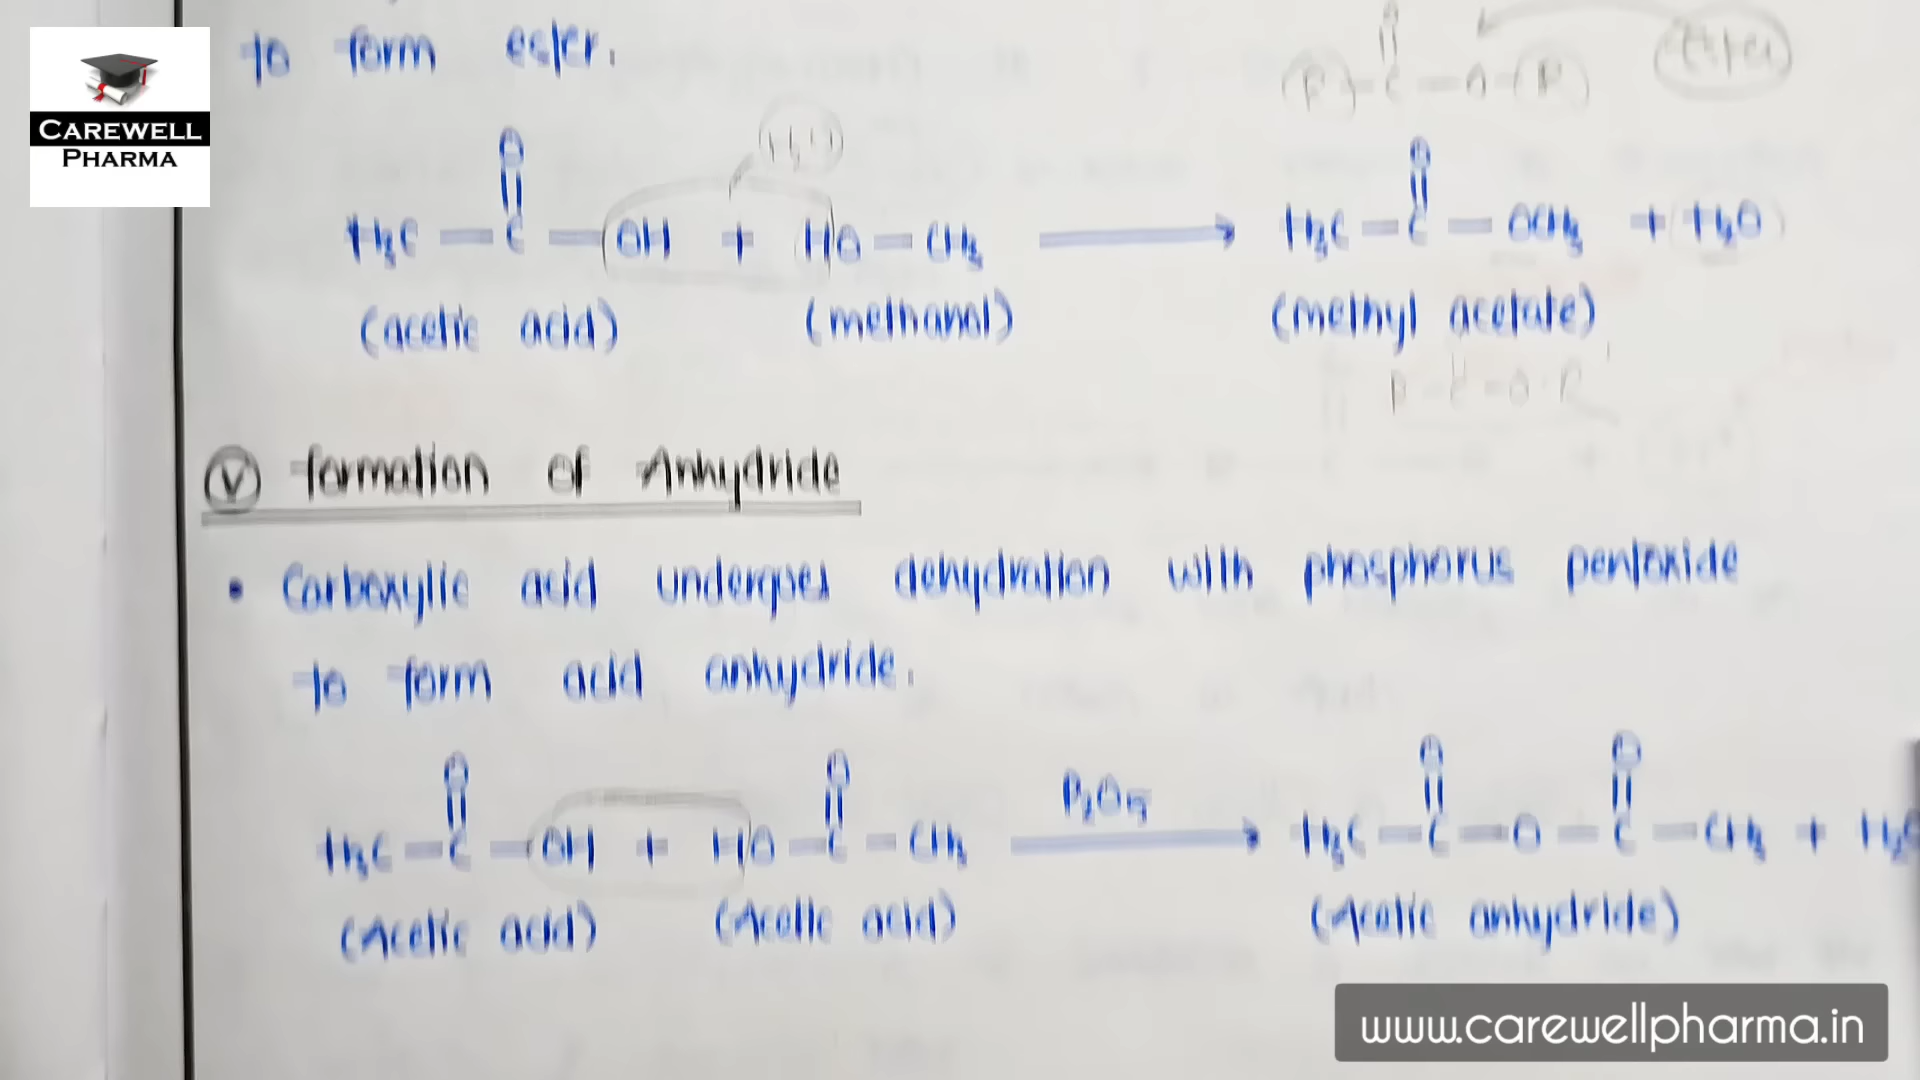 to form ester.
CAREWELL
PHARMA
O
R - C - O - R
O
H₃C — C — OH + HO — CH₃ → H₃C — C — OCH₃ + H₂O
(acetic acid) (methanol) (methyl acetate)
V Formation of Anhydride
• Carboxylic acid undergoes dehydration with phosphorus pentoxide
to form acid anhydride.
O O P₂O₅ O O
H₃C — C — OH + HO — C — CH₃ → H₃C — C — O — C — CH₃ + H₂
(Acetic acid) (Acetic acid) (Acetic anhydride)
www.carewellpharma.in